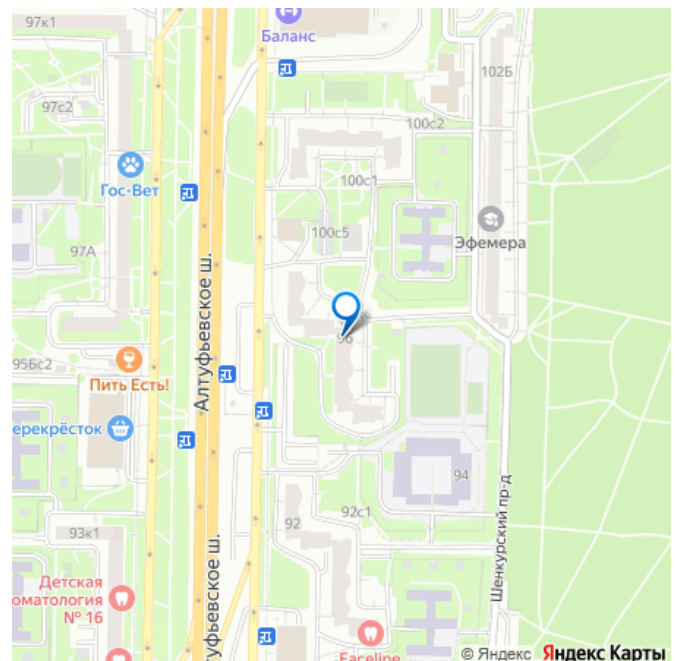 97к1
Баланс
102Б
97с2
100с2
Гос-Вет
100с1
100с5
Эфемера
97А
Алтуфьевское ш.
96
95Бс2
Пить Есть!
ерекрёсток
94
92с1
92
93к1
Шенкурский пр-д
Детская
оматология
№ 16
туфьевское ш.
Faceline
© Яндекс Яндекс Карты